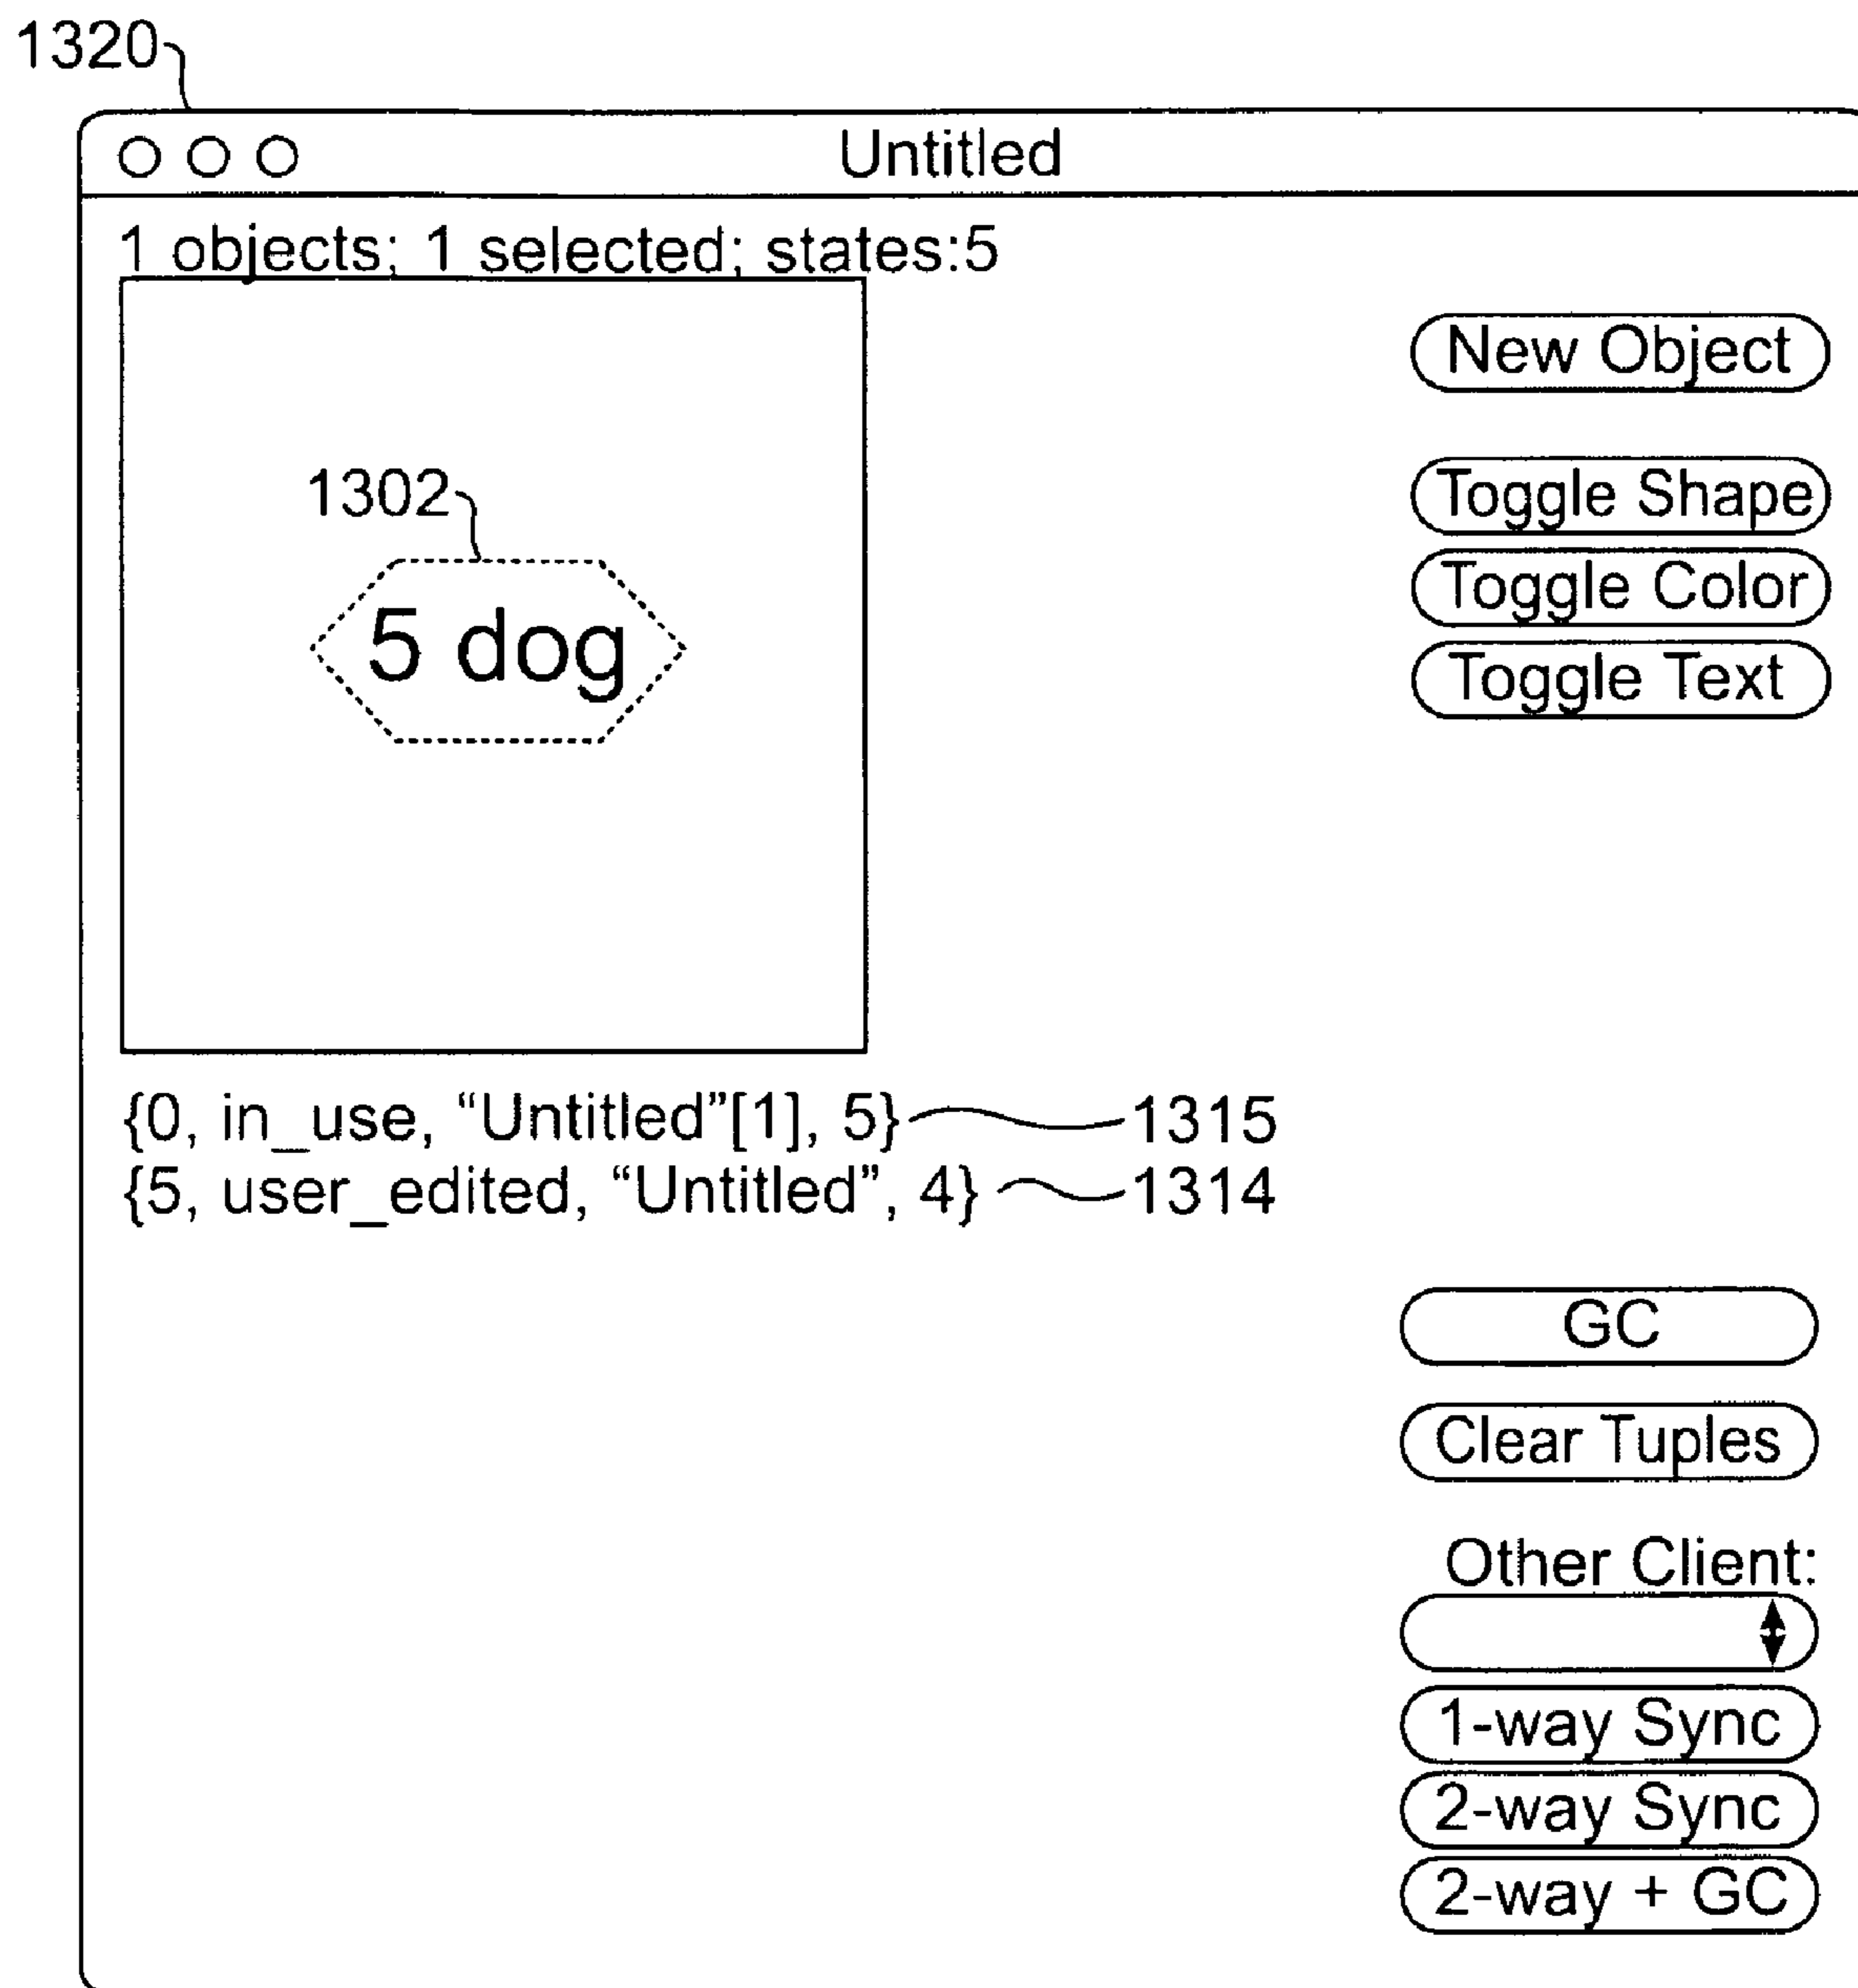 1320
Untitled
1 objects; 1 selected; states:5
New Object
1302
Toggle Shape
5 dog
Toggle Color
Toggle Text
{0, in_use, “Untitled”[1], 5} 1315
{5, user_edited, “Untitled”, 4} 1314
GC
Clear Tuples
Other Client:
1-way Sync
2-way Sync
2-way + GC